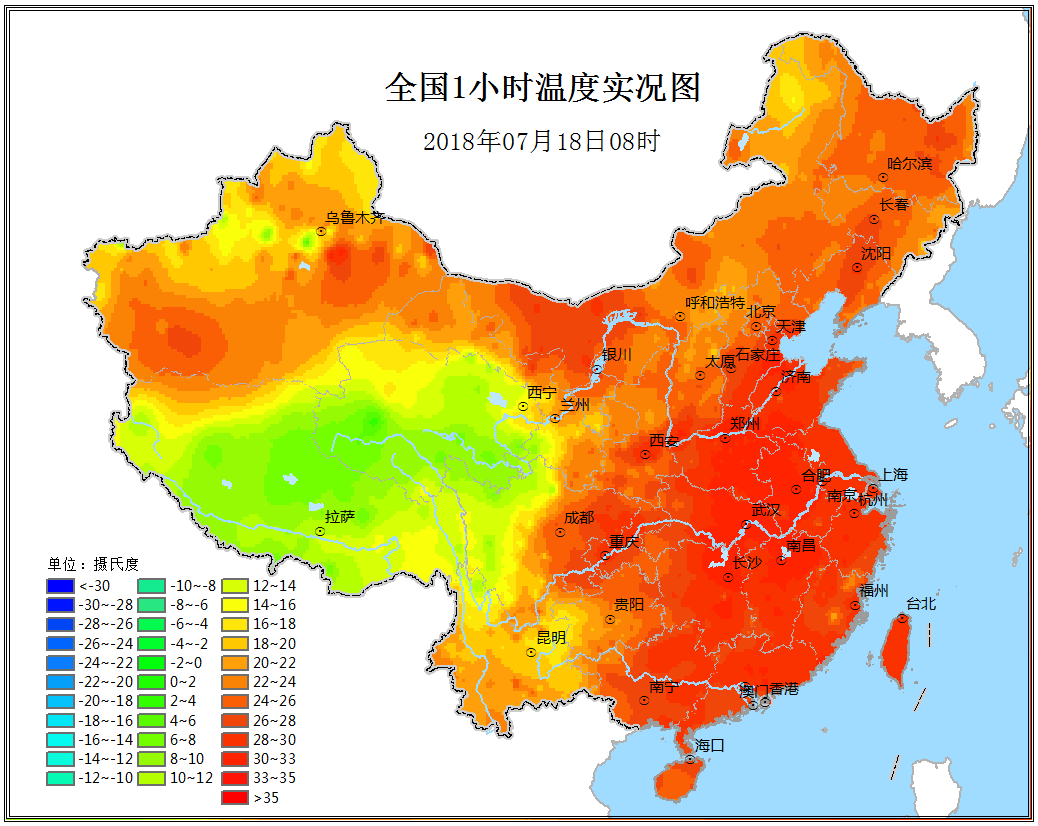 全国1小时温度实况图
2018年07月18日08时
哈尔滨
长春
乌鲁木齐
沈阳
呼和浩特
北京
天津
银川
太原
石家庄
济南
西宁
兰州
郑州
西安
合肥
上海
南京
杭州
拉萨
成都
武汉
重庆
南昌
长沙
福州
贵阳
台北
昆明
南宁
澳门
香港
海口
单位：摄氏度
<-30 -10~-8 12~14
-30~-28 -8~-6 14~16
-28~-26 -6~-4 16~18
-26~-24 -4~-2 18~20
-24~-22 -2~0 20~22
-22~-20 0~2 22~24
-20~-18 2~4 24~26
-18~-16 4~6 26~28
-16~-14 6~8 28~30
-14~-12 8~10 30~33
-12~-10 10~12 33~35
>35